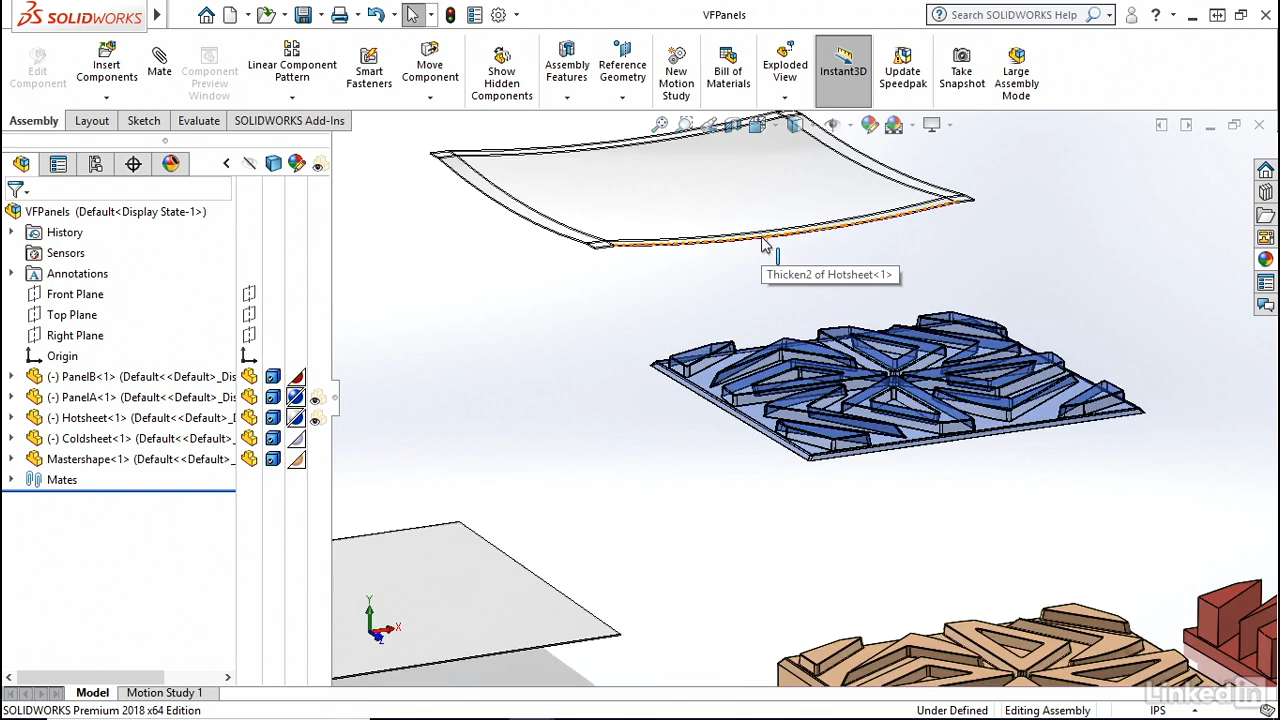 SOLIDWORKS
VFPanels
Search SOLIDWORKS Help
?
Edit
Component
Insert
Components
Mate
Component
Preview
Window
Linear Component
Pattern
Smart
Fasteners
Move
Component
Show
Hidden
Components
Assembly
Features
Reference
Geometry
New
Motion
Study
Bill of
Materials
Exploded
View
Instant3D
Update
Speedpak
Take
Snapshot
Large
Assembly
Mode
Assembly
Layout
Sketch
Evaluate
SOLIDWORKS Add-Ins
VFPanels (Default<Display State-1>)
History
Sensors
Annotations
Front Plane
Top Plane
Right Plane
Origin
(-) PanelB<1> (Default<<Default>_Dis
(-) PanelA<1> (Default<<Default>_Dis
(-) Hotsheet<1> (Default<<Default>_
(-) Coldsheet<1> (Default<<Default>_
Mastershape<1> (Default<<Default>_
Mates
Thicken2 of Hotsheet<1>
Y
X
Z
Model
Motion Study 1
SOLIDWORKS Premium 2018 x64 Edition
Under Defined
Editing Assembly
IPS
Linked in